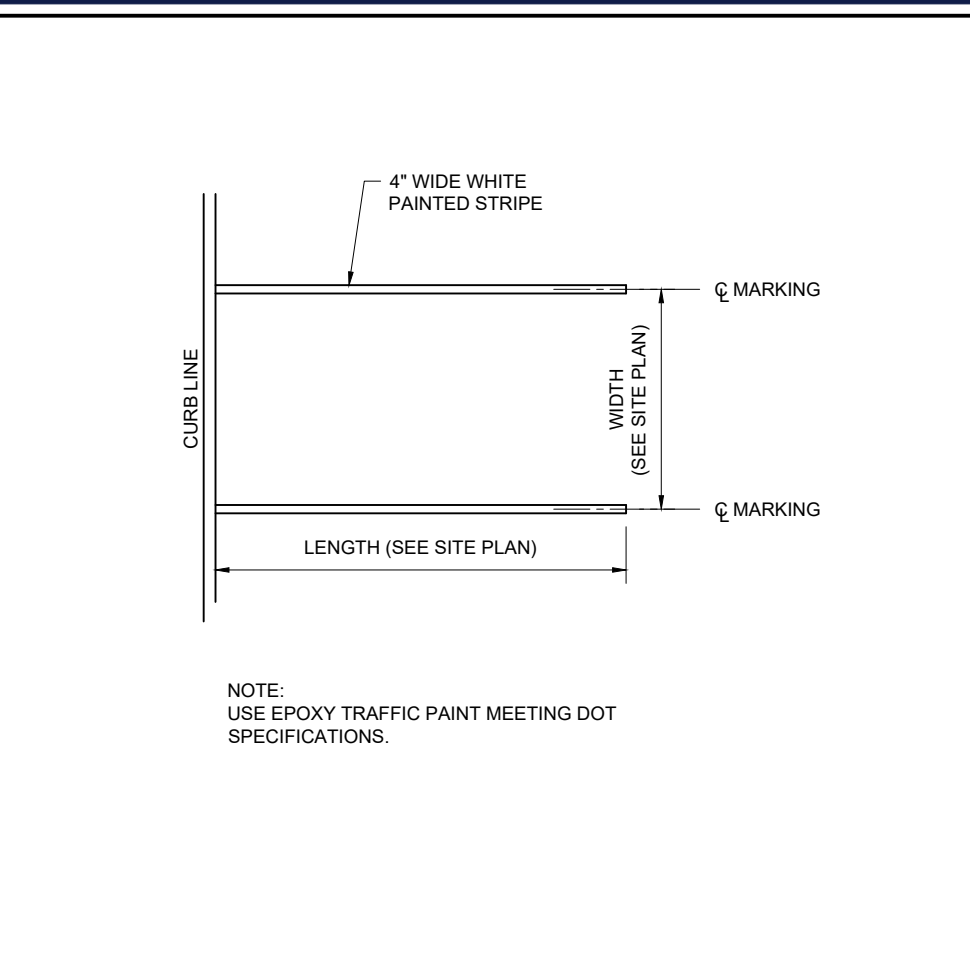 4" WIDE WHITE
PAINTED STRIPE
℄ MARKING
CURB LINE
WIDTH
(SEE SITE PLAN)
℄ MARKING
LENGTH (SEE SITE PLAN)
NOTE:
USE EPOXY TRAFFIC PAINT MEETING DOT
SPECIFICATIONS.